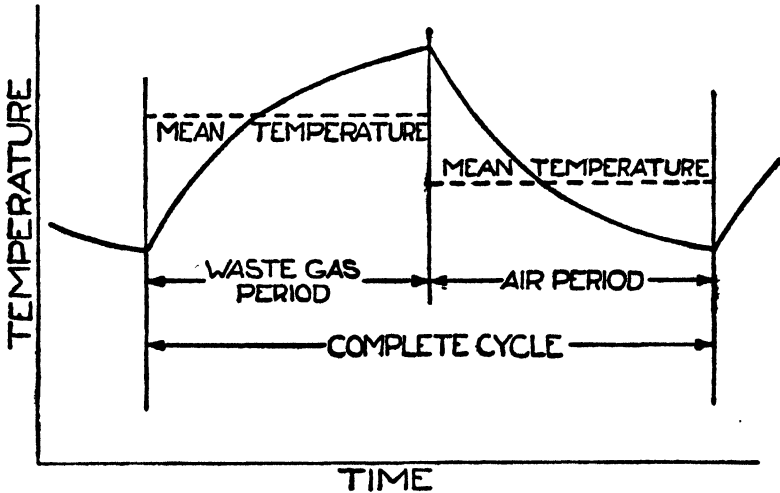 TEMPERATURE
MEAN TEMPERATURE
MEAN TEMPERATURE
WASTE GAS
PERIOD
AIR PERIOD
COMPLETE CYCLE
TIME